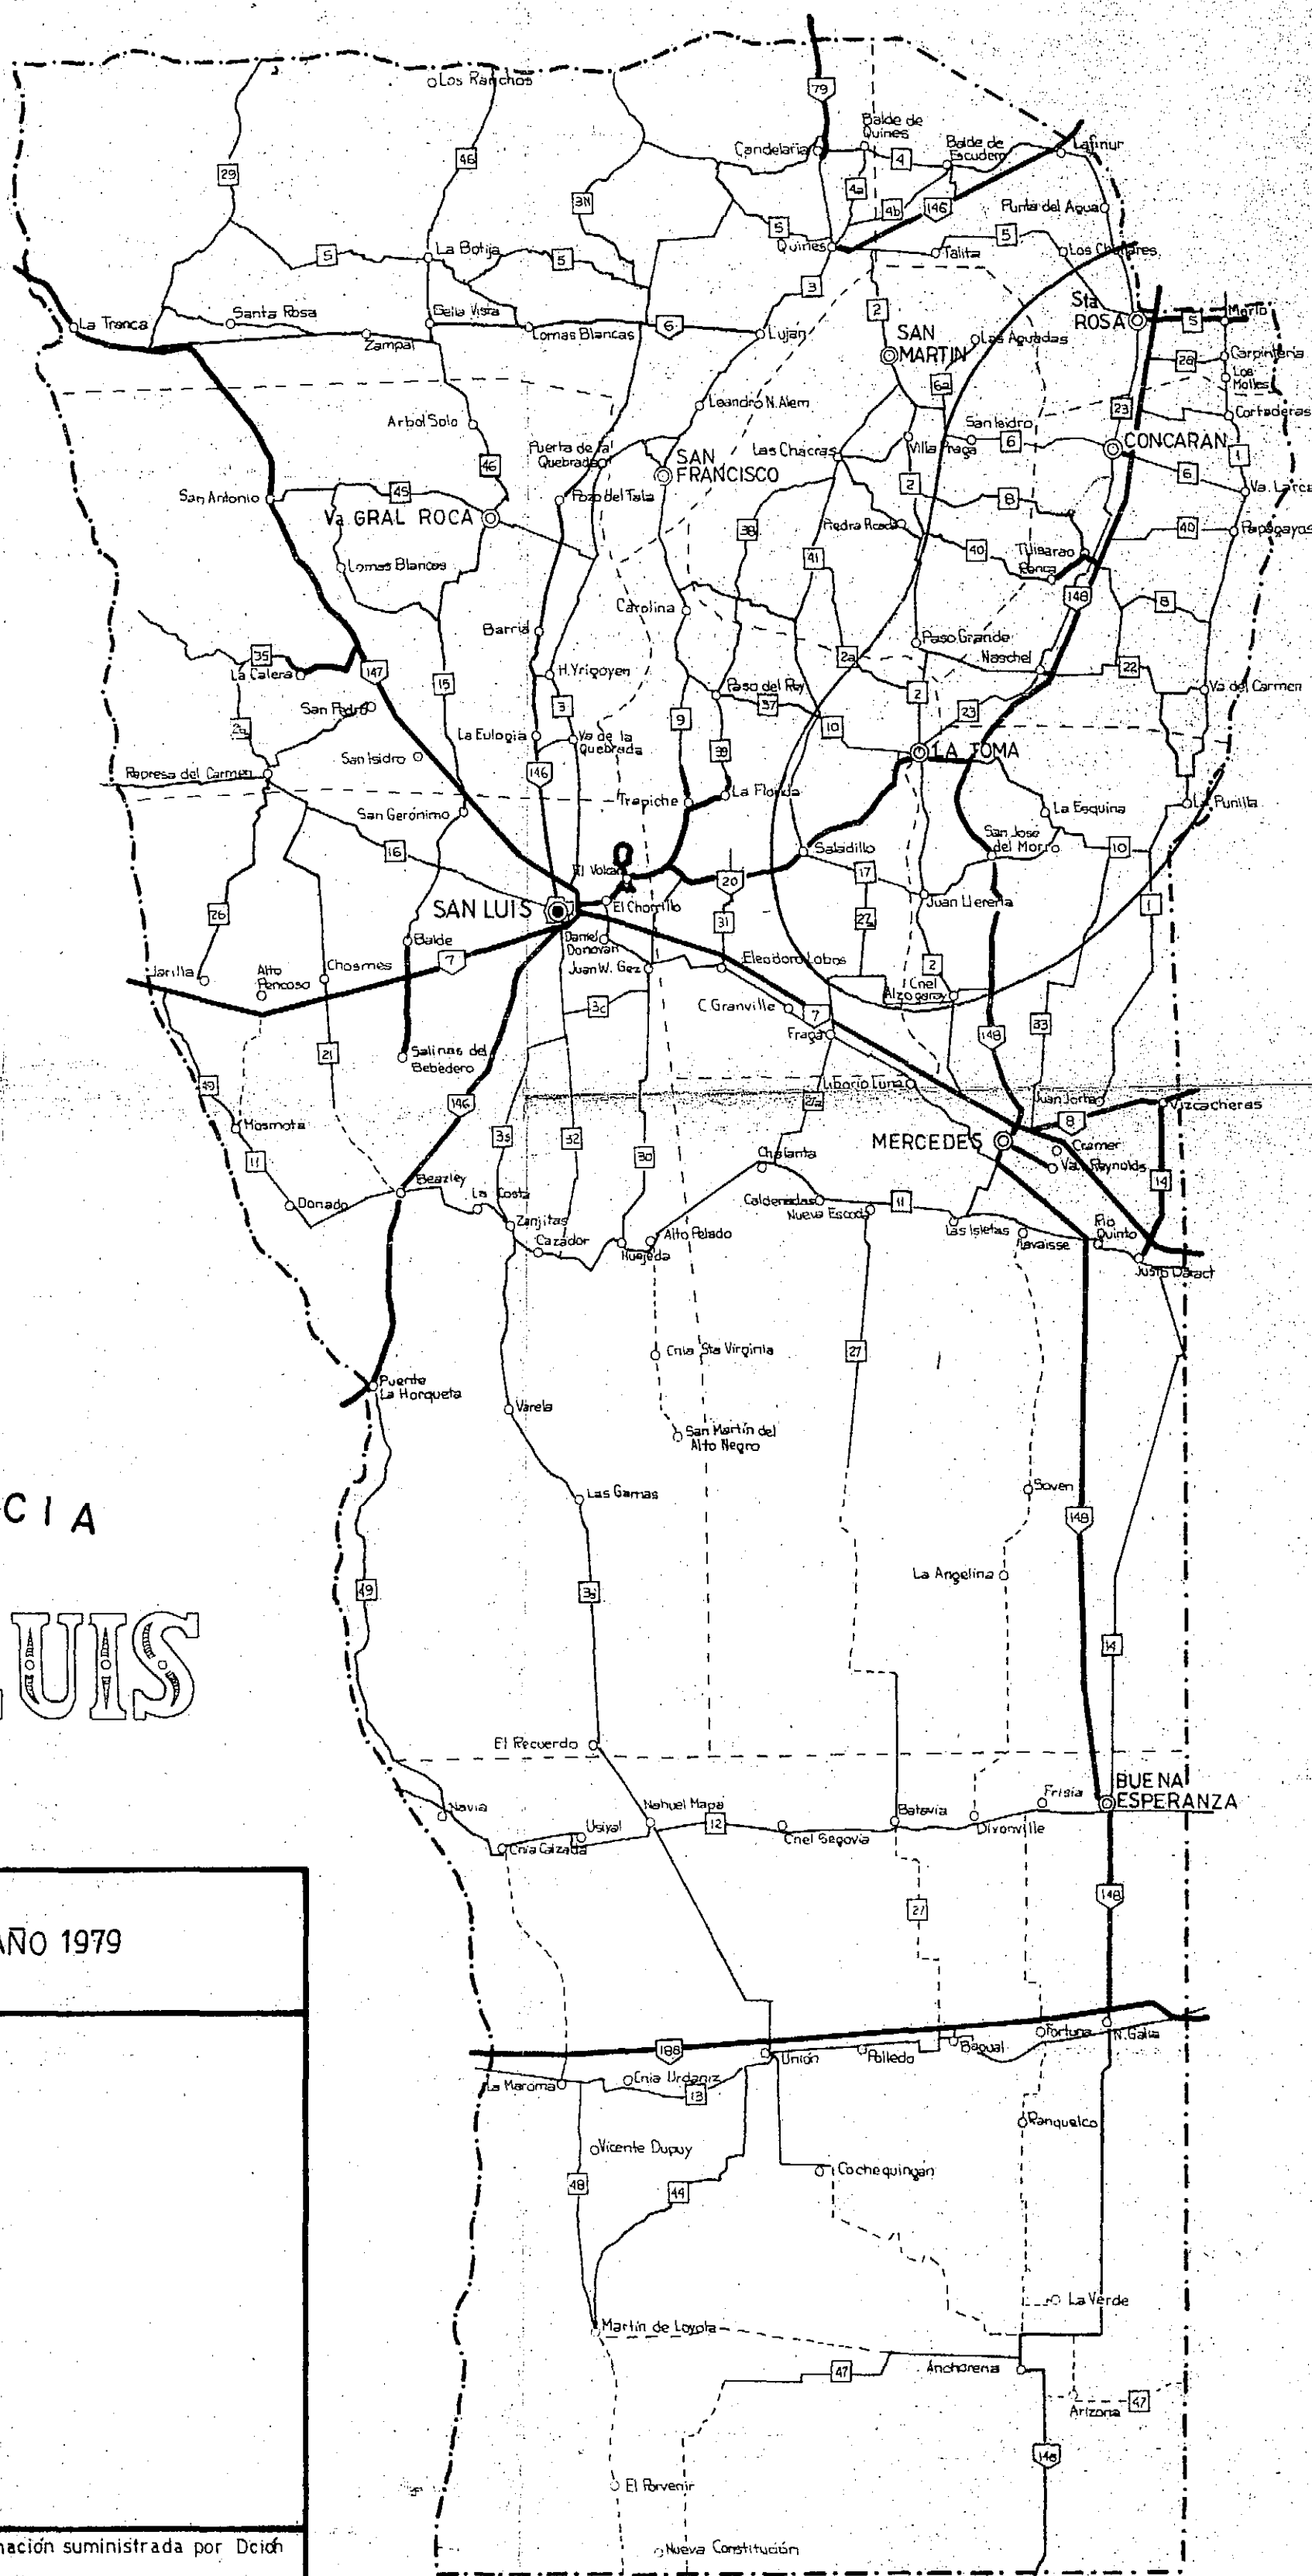 Los Ranchos
79
Balde de
Quines
Candelaria
4
Balde de
Escudero
Lafinur
46
29
3N
4a
4b
146
Punta del Agua
5
La Botija
5
5
Quines
Talita
5
Los Chañares
3
2
Sta
ROSA
5
Merlo
La Tranca
Santa Rosa
Zampal
Bella Vista
Lomas Blancas
6
Lujan
SAN
MARTIN
Las Aguadas
28
Carpinteria
Los
Molles
6a
Leandro N. Alem
Arbol Solo
23
Cortaderas
San Isidro
6
CONCARAN
1
Puerta de la
Quebrada
SAN
FRANCISCO
Las Chacras
Villa Praga
46
6
Va. Larca
San Antonio
45
Pozo del Tala
2
8
Va. GRAL ROCA
38
Piedra Rosada
40
40
Papagayos
Lomas Blancas
41
Tilisarao
Renca
148
8
Carolina
Barria
Paso Grande
35
La Calera
147
2a
Naschel
22
H. Yrigoyen
15
Paso del Rey
37
2
Va del Carmen
San Pedro
3
9
23
10
La Eulogia
Va de la
Quebrada
LA TOMA
San Isidro
39
Represa del Carmen
146
Trapiche
La Florida
La Punilla
San Gerónimo
La Esquina
16
San José
del Morro
Saladillo
10
El Volcan
20
17
SAN LUIS
El Chorrillo
Juan Llerena
1
26
31
27a
Balde
Daniel
Donovan
7
Jarilla
Alto
Pencoso
Chosmes
Juan W. Gez
Eleodoro Lobos
2
Cnel
Alzogaray
3c
C. Granville
7
Fraga
148
33
21
Salinas del
Bebedero
Liborio Luna
49
146
27a
Juan Jorba
8
Vizcacheras
Mosmota
3s
32
MERCEDES
Cramer
Va. Reynolds
11
30
Chalanta
14
Beazley
La Costa
Donado
Caldenadas
Nueva Escocia
11
Zanjitas
Las Isletas
Cazador
Huejeda
Alto Pelado
Ravaisse
Rio
Quinto
Justo Daract
27
Cnia Sta Virginia
Puente
La Horqueta
Varela
San Martín del
Alto Negro
Soven
CIA
Las Gamas
148
La Angelina
49
3s
LUIS
14
El Recuerdo
BUENA
ESPERANZA
Navia
Nahuel Mapá
Batavia
Frisia
Usiyal
12
Cnel Segovia
Divonville
Cnia Calzada
148
27
AÑO 1979
188
Unión
Polledo
Bagual
Fortuna
N. Galia
La Maroma
Cnia Urdaniz
13
Ranquelco
Vicente Dupuy
Cochequingán
48
44
La Verde
Martín de Loyola
47
Anchorena
47
Arizona
148
El Porvenir
Nueva Constitución
mación suministrada por Dción